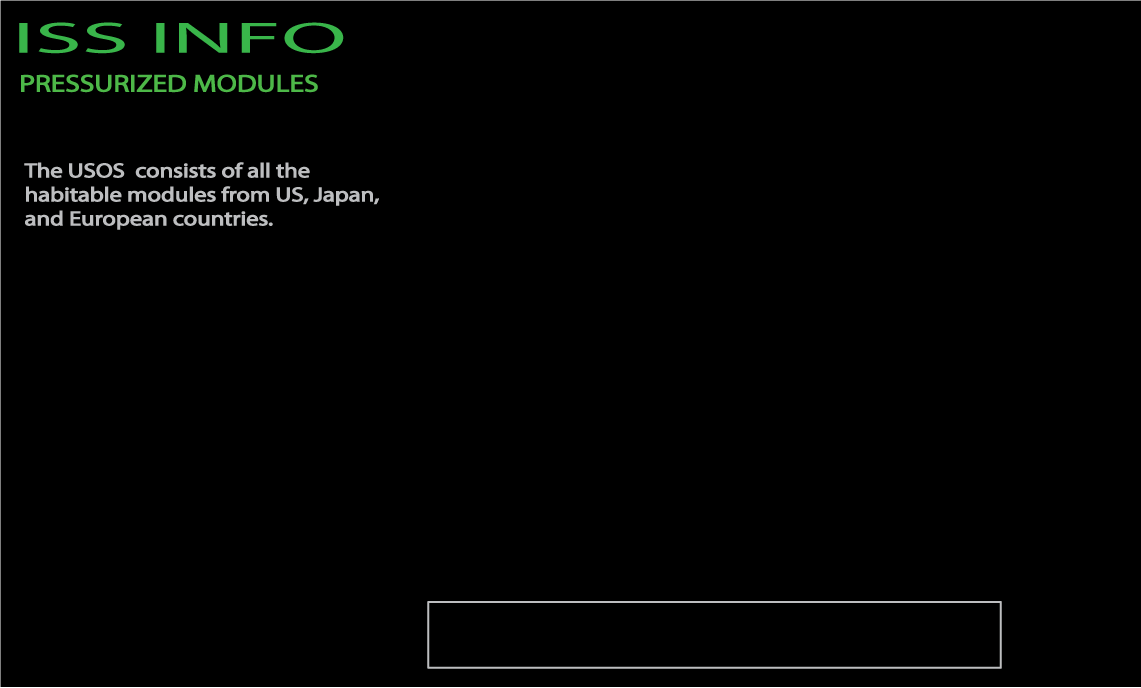 ISS INFO
PRESSURIZED MODULES
The USOS  consists of all the
habitable modules from US, Japan,
and European countries.